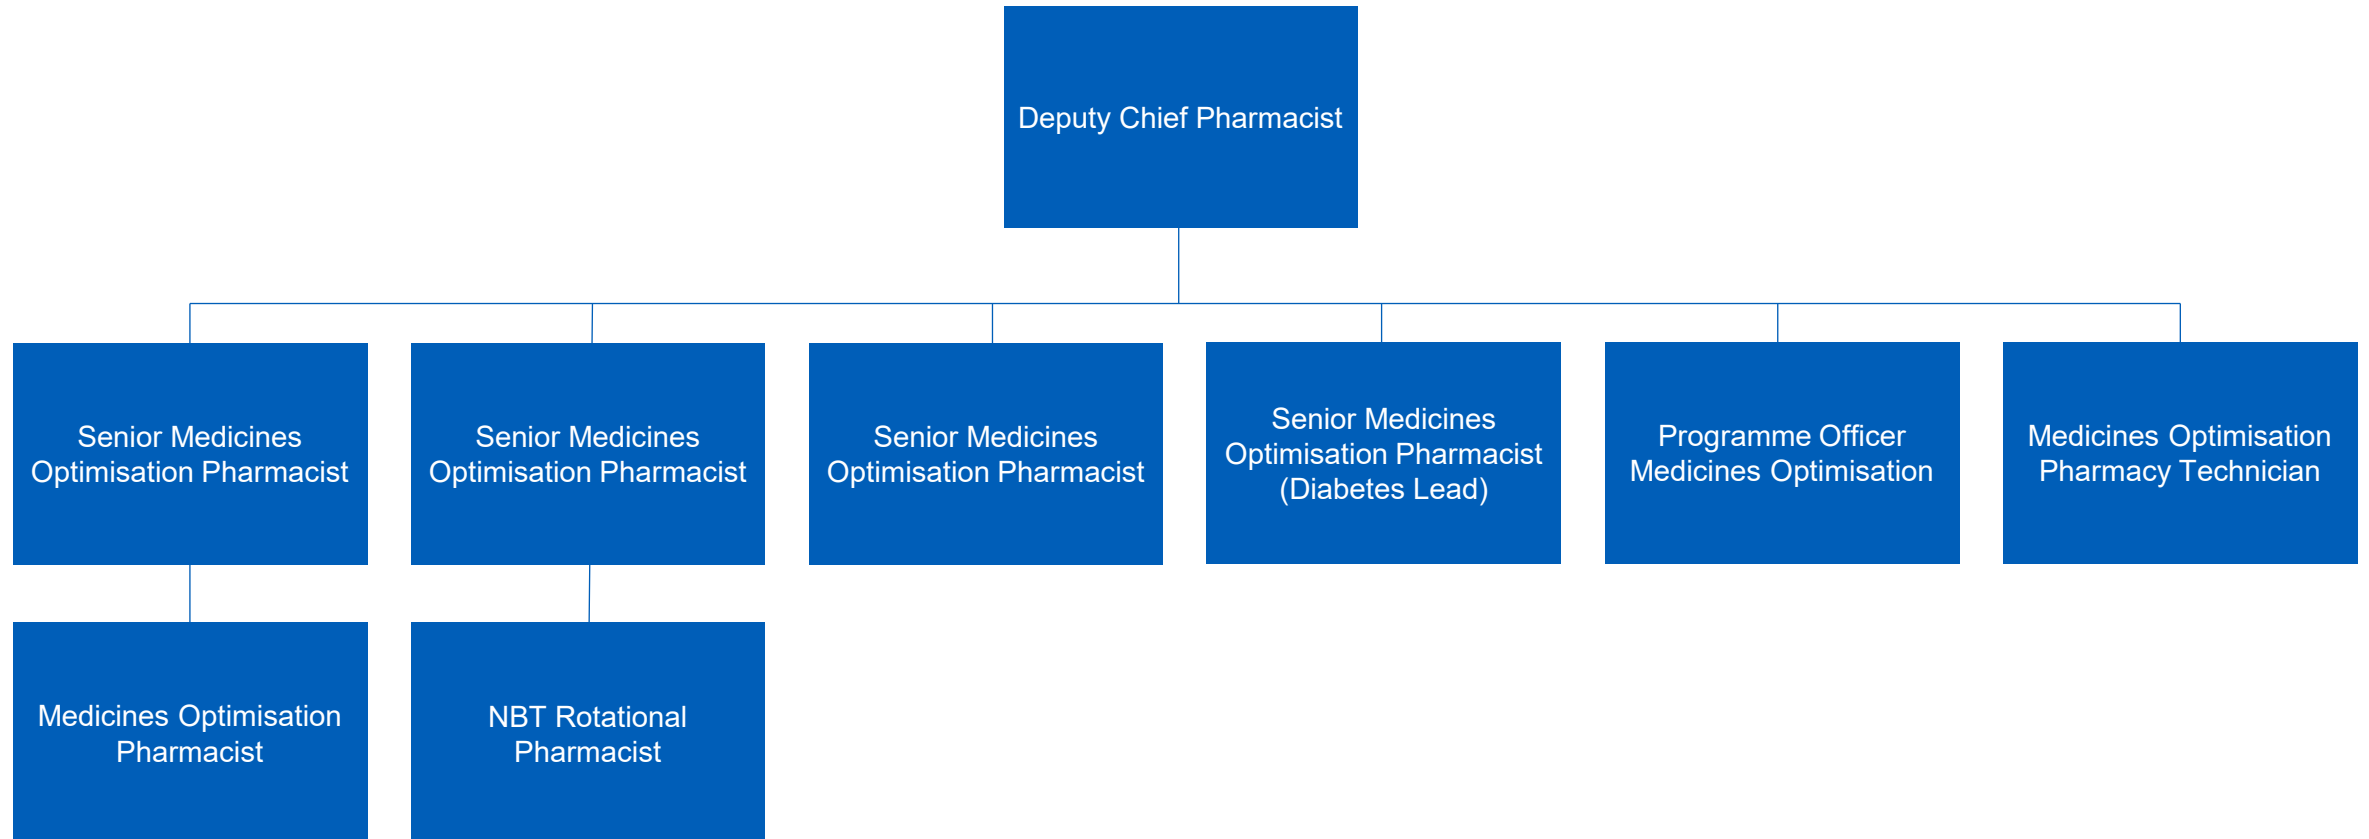 Deputy Chief Pharmacist
Senior Medicines
Optimisation Pharmacist
Senior Medicines
Optimisation Pharmacist
Senior Medicines
Optimisation Pharmacist
Senior Medicines
Optimisation Pharmacist
(Diabetes Lead)
Programme Officer
Medicines Optimisation
Medicines Optimisation
Pharmacy Technician
Medicines Optimisation
Pharmacist
NBT Rotational
Pharmacist